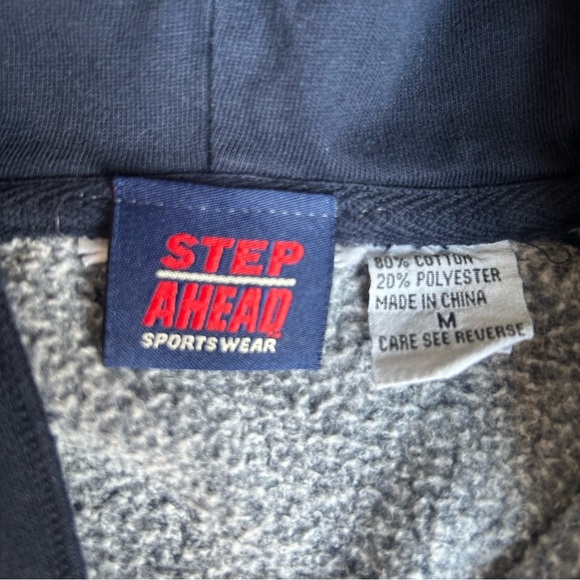 STEP
AHEAD
SPORTSWEAR
80% COTTON
20% POLYESTER
MADE IN CHINA
M
CARE SEE REVERSE